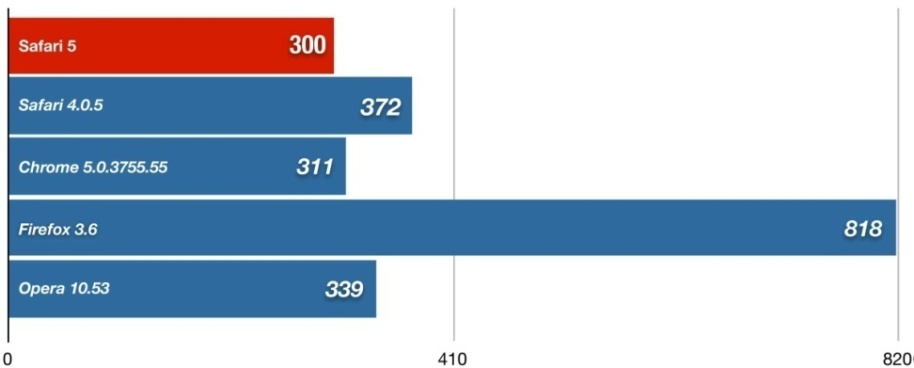 Safari 5 300
Safari 4.0.5 372
Chrome 5.0.3755.55 311
Firefox 3.6 818
Opera 10.53 339
0 410 820